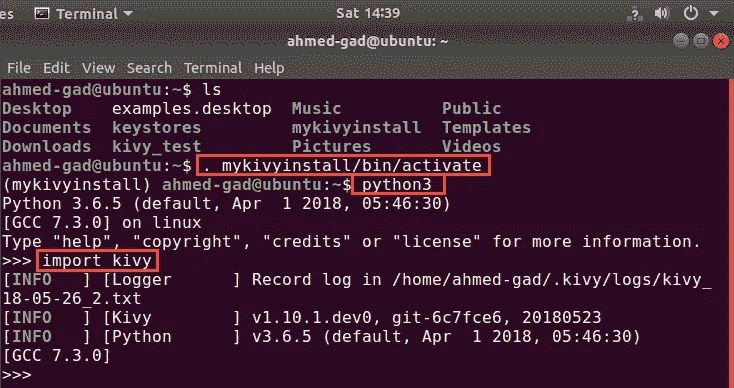 es Terminal Sat 14:39
ahmed-gad@ubuntu: ~
File Edit View Search Terminal Help
ahmed-gad@ubuntu:~$ ls
Desktop examples.desktop Music Public
Documents keystores mykivyinstall Templates
Downloads kivy_test Pictures Videos
ahmed-gad@ubuntu:~$ . mykivyinstall/bin/activate
(mykivyinstall) ahmed-gad@ubuntu:~$ python3
Python 3.6.5 (default, Apr  1 2018, 05:46:30)
[GCC 7.3.0] on linux
Type "help", "copyright", "credits" or "license" for more information.
>>> import kivy
[INFO   ] [Logger      ] Record log in /home/ahmed-gad/.kivy/logs/kivy_
18-05-26_2.txt
[INFO   ] [Kivy        ] v1.10.1.dev0, git-6c7fce6, 20180523
[INFO   ] [Python      ] v3.6.5 (default, Apr  1 2018, 05:46:30)
[GCC 7.3.0]
>>>